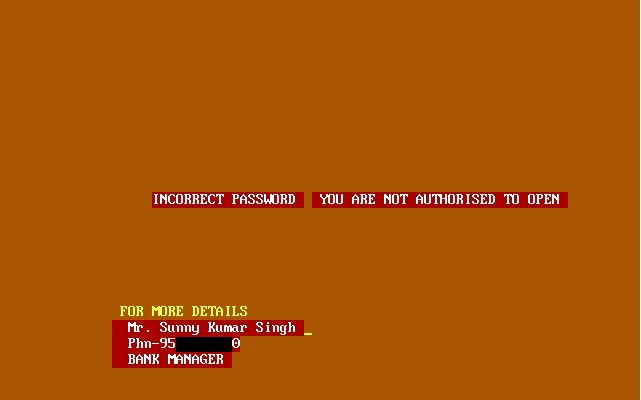 INCORRECT PASSWORD YOU ARE NOT AUTHORISED TO OPEN
FOR MORE DETAILS
Mr. Sunny Kumar Singh _
Phn-95 0
BANK MANAGER